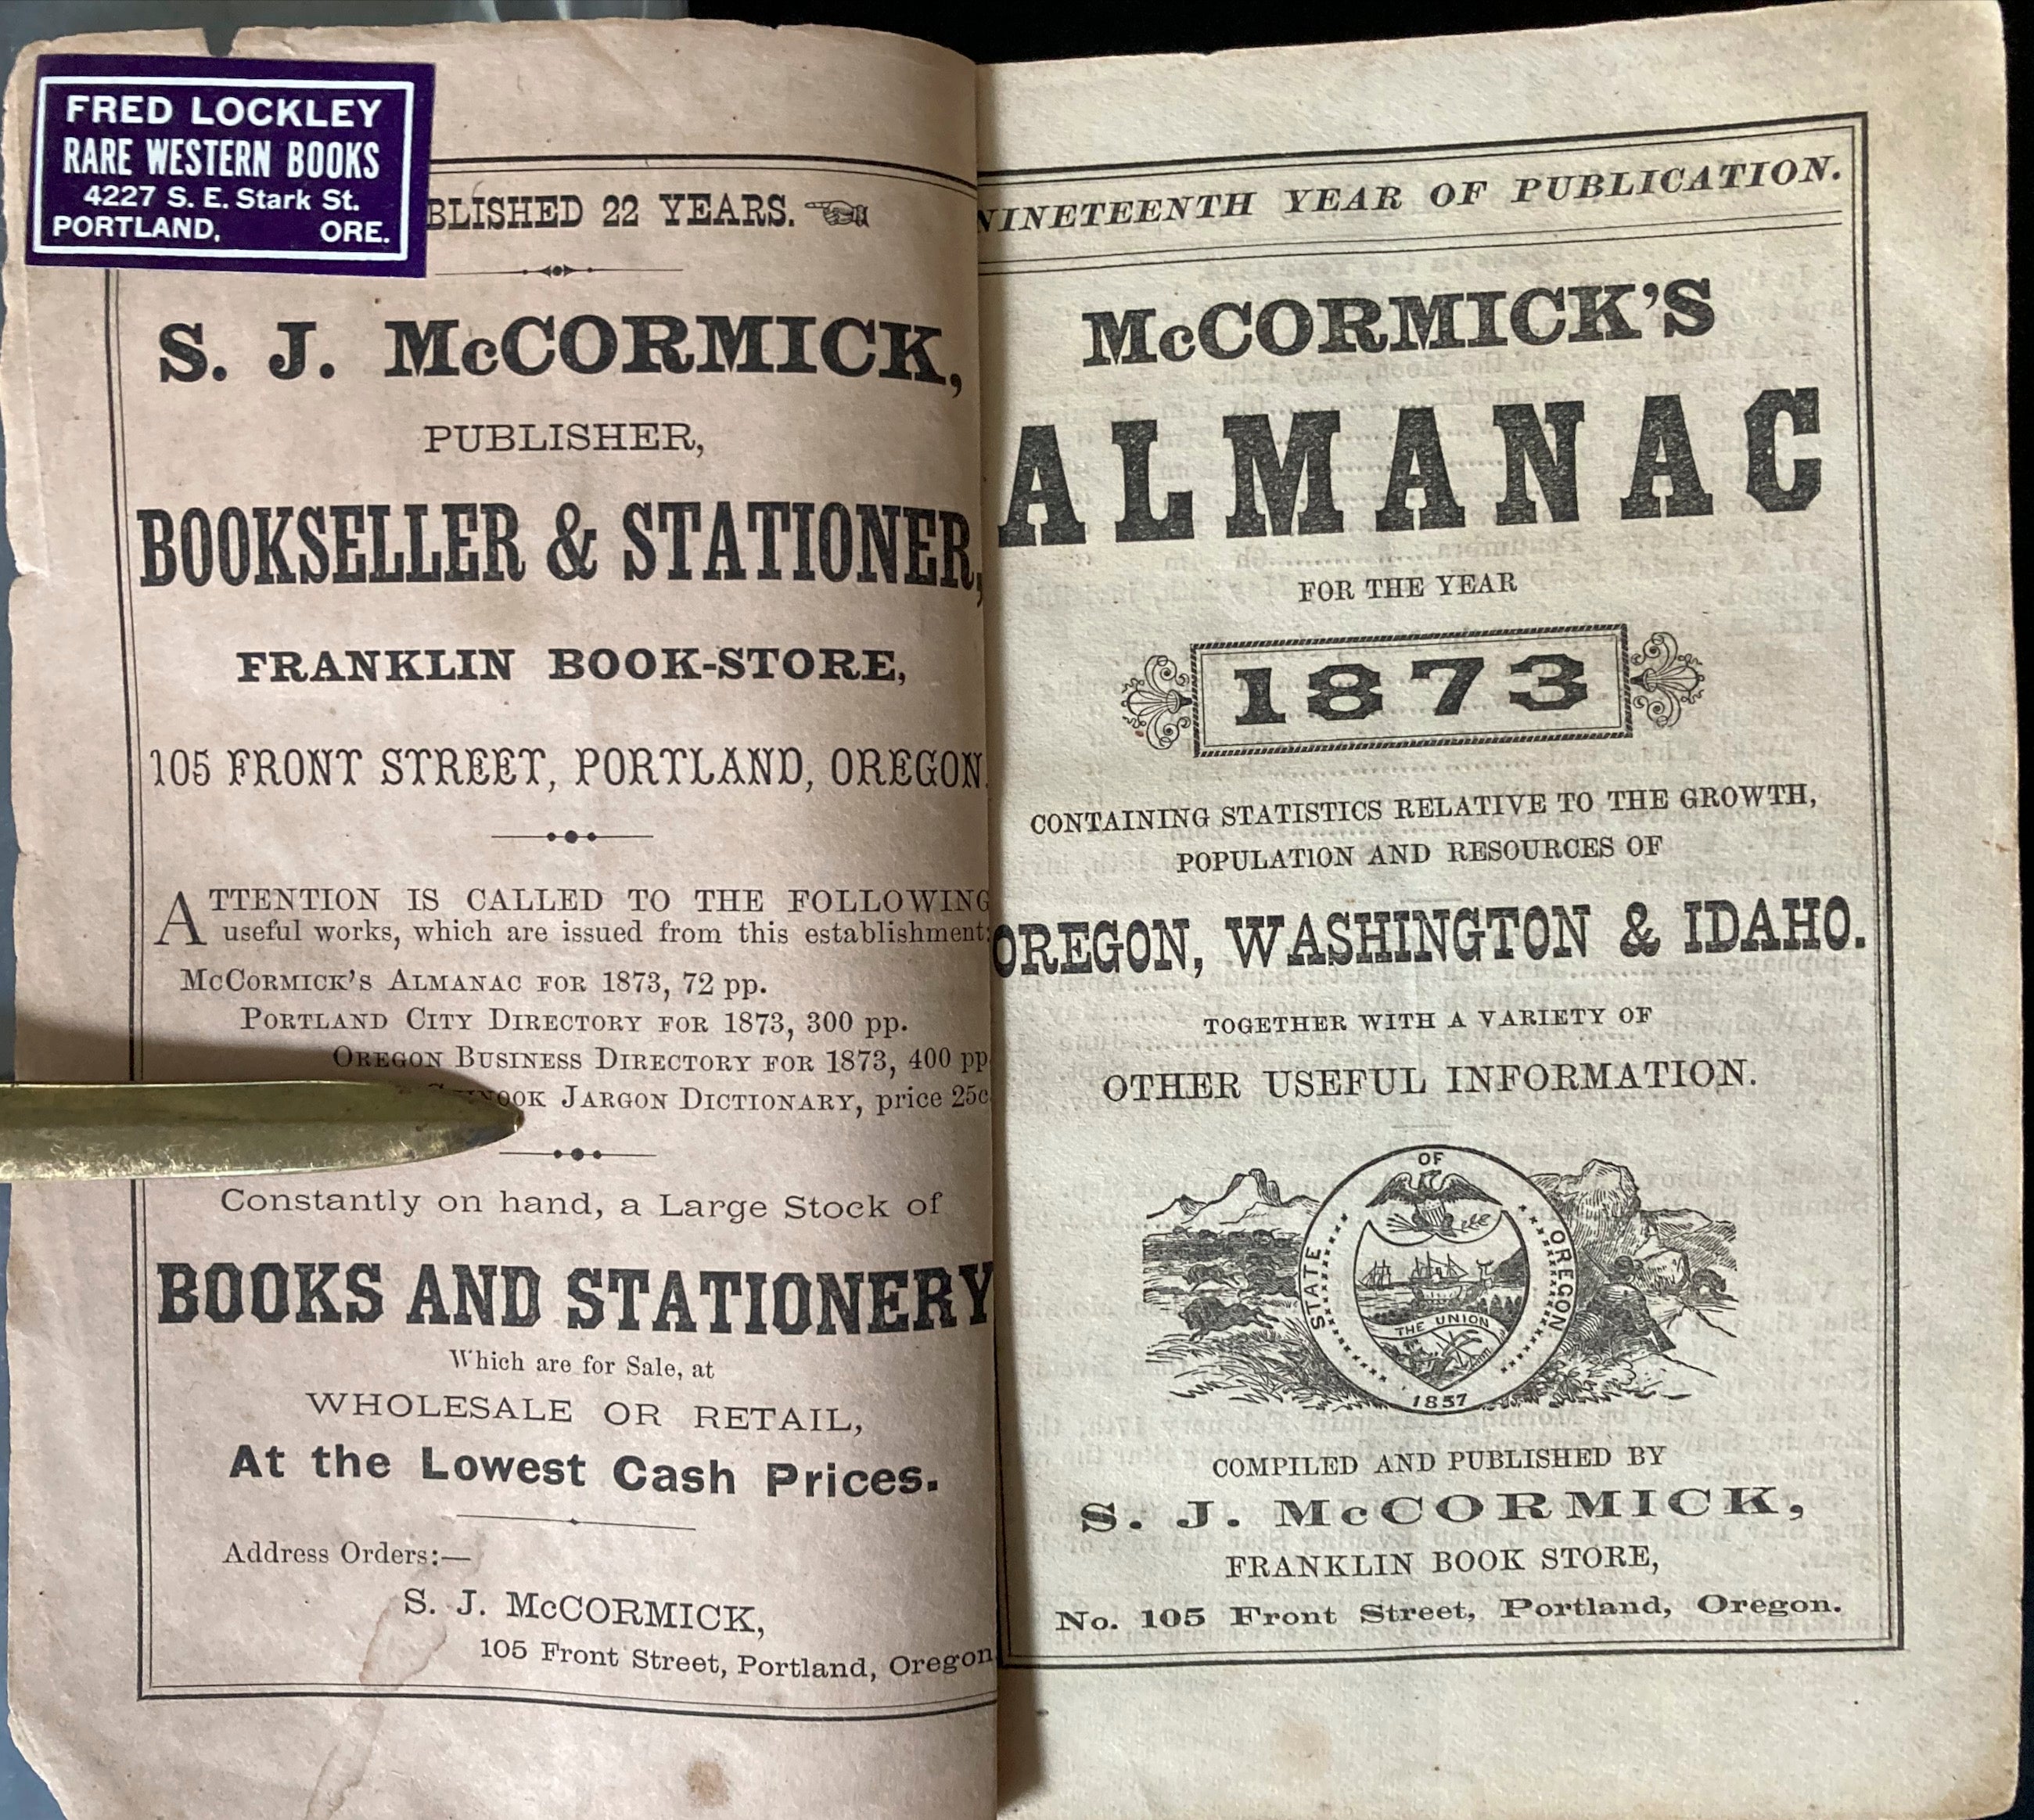 FRED LOCKLEY
RARE WESTERN BOOKS
4227 S. E. Stark St.
PORTLAND, ORE.
BLISHED 22 YEARS.
S. J. McCORMICK,
PUBLISHER,
BOOKSELLER & STATIONER,
FRANKLIN BOOK-STORE,
105 FRONT STREET, PORTLAND, OREGON.
ATTENTION IS CALLED TO THE FOLLOWING
useful works, which are issued from this establishment:
McCORMICK'S ALMANAC FOR 1873, 72 pp.
PORTLAND CITY DIRECTORY FOR 1873, 300 pp.
OREGON BUSINESS DIRECTORY FOR 1873, 400 pp
JARGON DICTIONARY, price 25c
Constantly on hand, a Large Stock of
BOOKS AND STATIONERY
Which are for Sale, at
WHOLESALE OR RETAIL,
At the Lowest Cash Prices.
Address Orders:—
S. J. McCORMICK,
105 Front Street, Portland, Oregon
NINETEENTH YEAR OF PUBLICATION.
McCORMICK'S
ALMANAC
FOR THE YEAR
1873
CONTAINING STATISTICS RELATIVE TO THE GROWTH,
POPULATION AND RESOURCES OF
OREGON, WASHINGTON & IDAHO.
TOGETHER WITH A VARIETY OF
OTHER USEFUL INFORMATION.
STATE OF OREGON
THE UNION
1857
COMPILED AND PUBLISHED BY
S. J. McCORMICK,
FRANKLIN BOOK STORE,
No. 105 Front Street, Portland, Oregon.